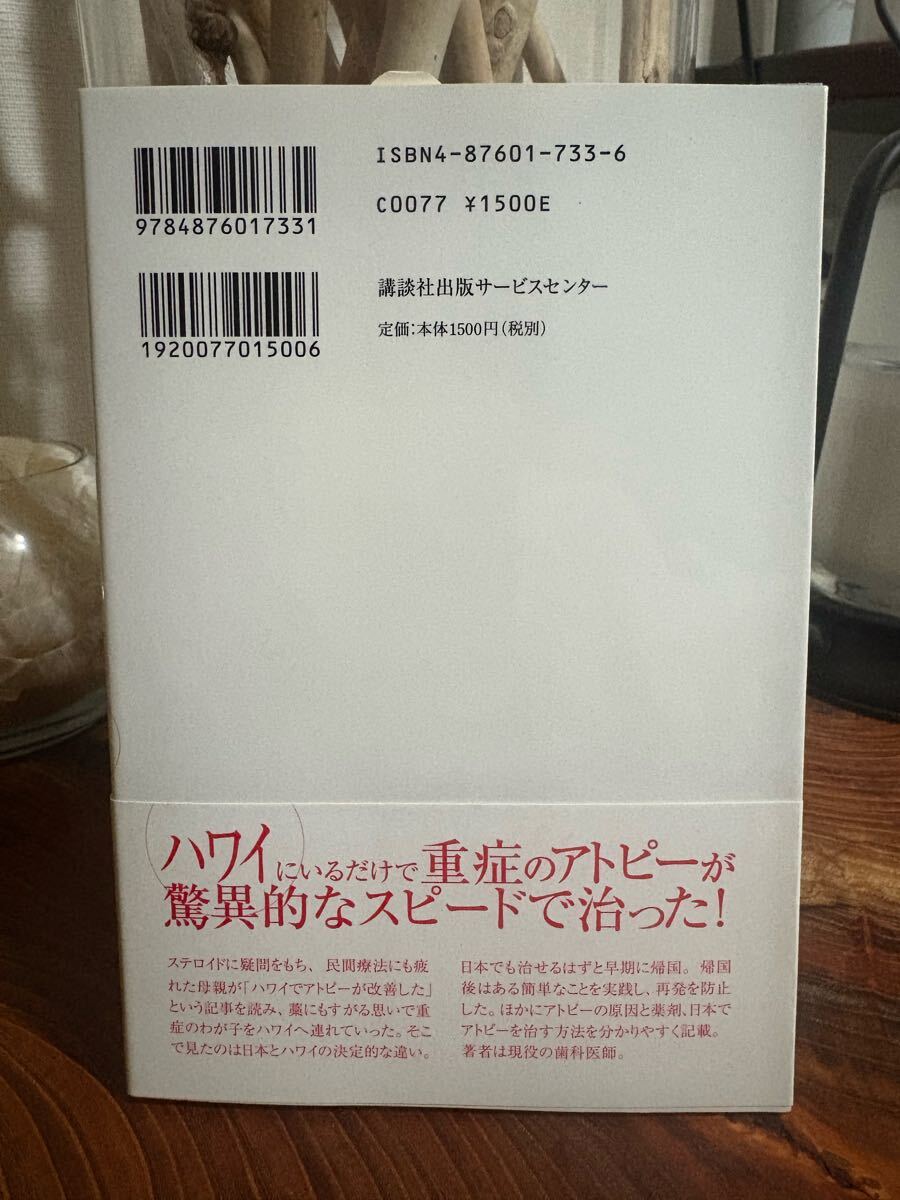 9784876017331
ISBN4-87601-733-6
C0077 ¥1500E
1920077015006
講談社出版サービスセンター
定価:本体1500円(税別)
ハワイにいるだけで重症のアトピーが
驚異的なスピードで治った!
ステロイドに疑問をもち、民間療法にも疲
れた母親が「ハワイでアトピーが改善した」
という記事を読み、藁にもすがる思いで重
症のわが子をハワイへ連れていった。そこ
で見たのは日本とハワイの決定的な違い。
日本でも治せるはずと早期に帰国。帰国
後はある簡単なことを実践し、再発を防止
した。ほかにアトピーの原因と薬剤、日本で
アトピーを治す方法を分かりやすく記載。
著者は現役の歯科医師。